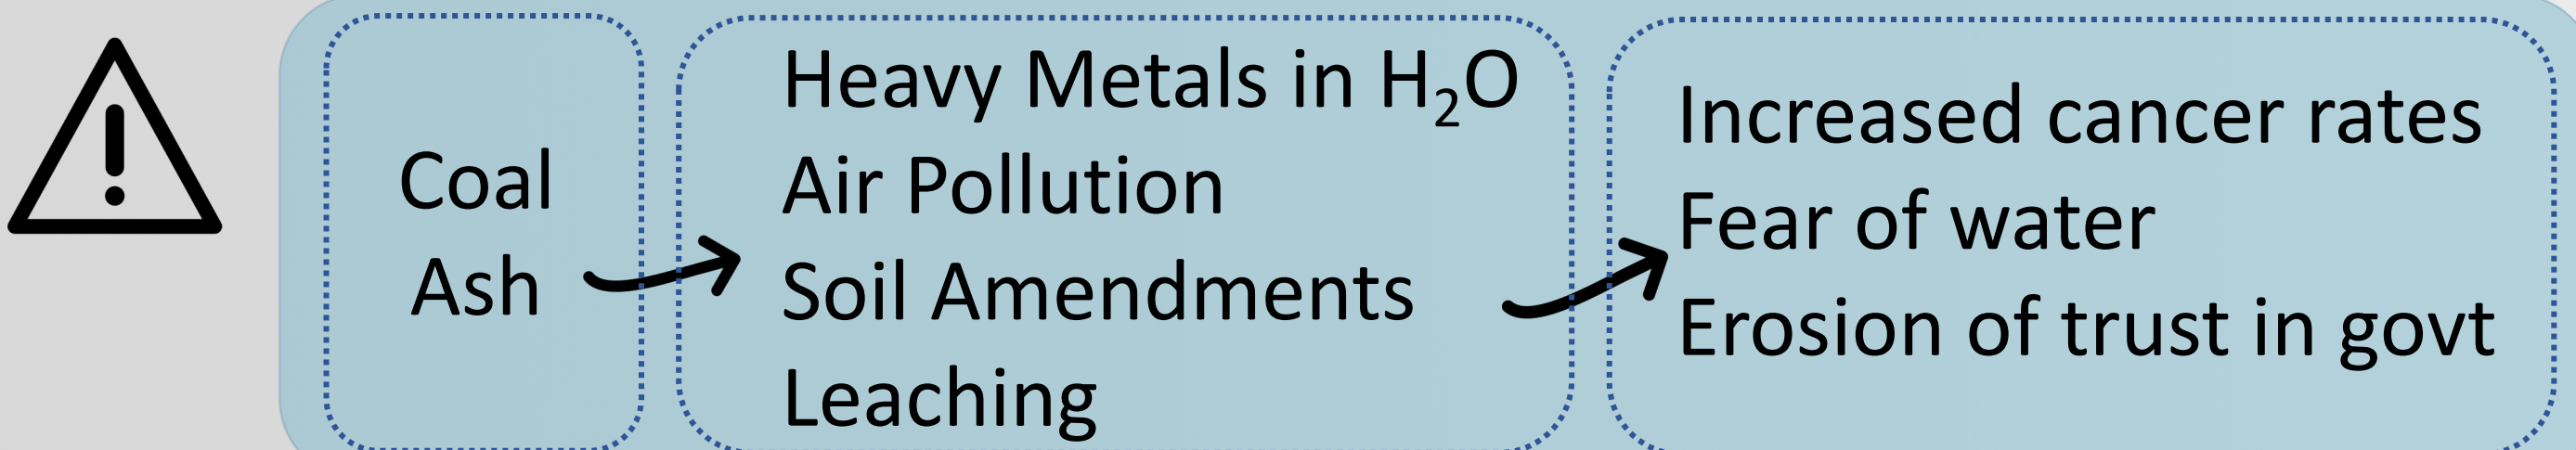 Coal
Ash
Heavy Metals in H₂O
Air Pollution
Soil Amendments
Leaching
Increased cancer rates
Fear of water
Erosion of trust in govt